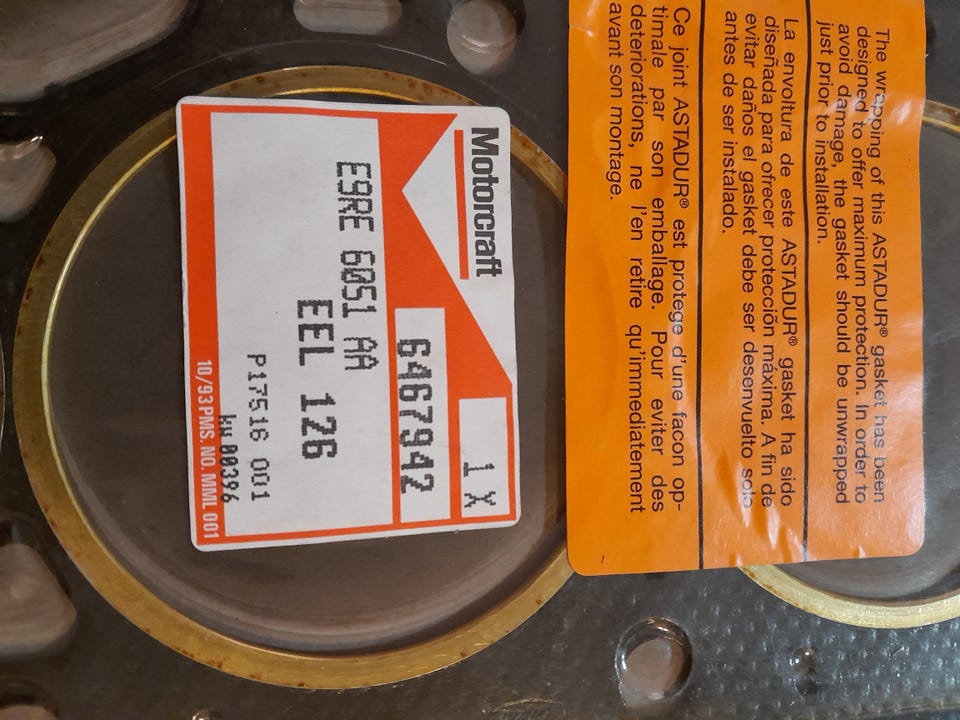 Motorcraft
1 X
6467942
E9RE 6051 AA
EEL 126
P17516 001
kW 00396
10/93 PMS. NO. MML 001
The wrapping of this ASTADUR® gasket has been
designed to offer maximum protection. In order to
avoid damage, the gasket should be unwrapped
just prior to installation.
La envoltura de este ASTADUR® gasket ha sido
diseñada para ofrecer protección máxima. A fin de
evitar daños el gasket debe ser desenvuelto solo
antes de ser instalado.
Ce joint ASTADUR® est protege d'une faccon op-
timale par son emballage. Pour eviter des
deteriorations, ne l'en retire qu'immediatement
avant son montage.